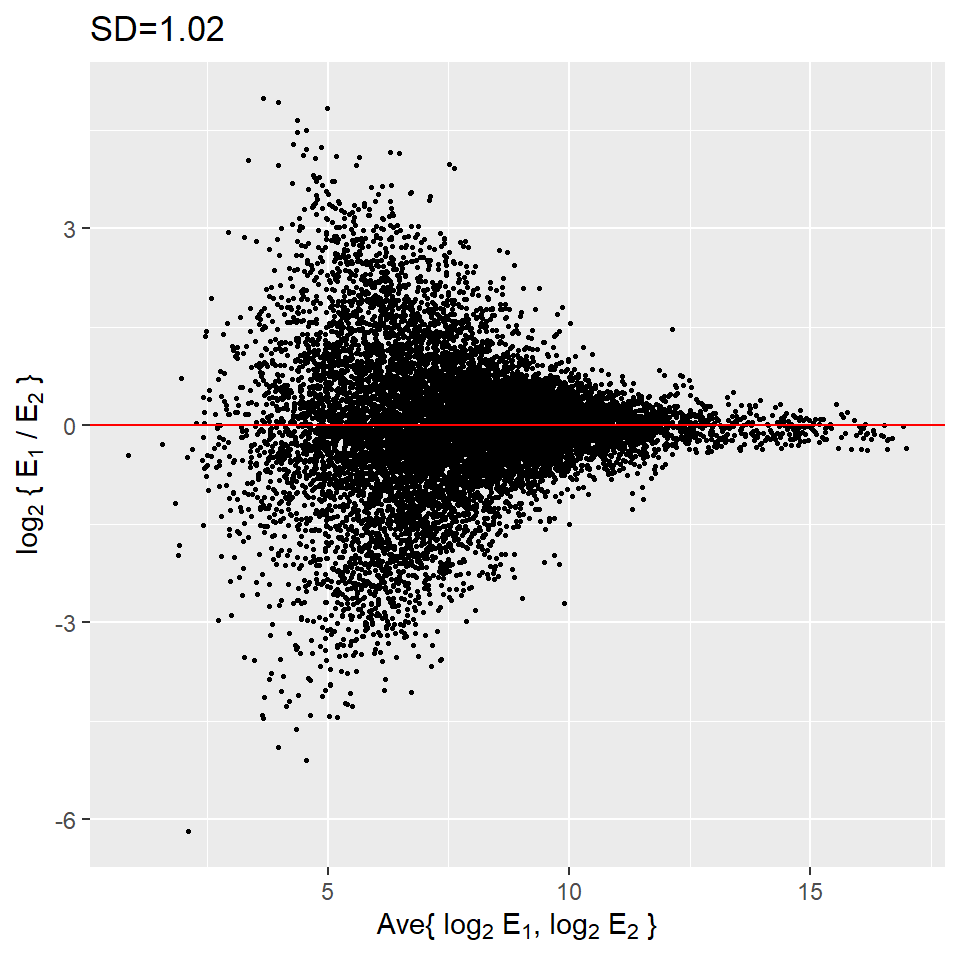 SD=1.02
log₂ { E₁ / E₂ }
3
0
-3
-6
5 10 15
Ave{ log₂ E₁, log₂ E₂ }